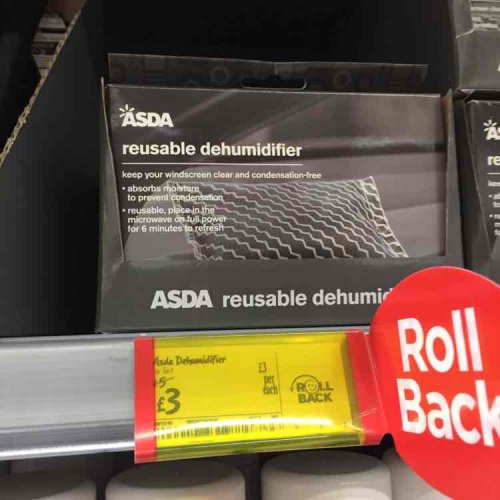 ASDA
reusable dehumidifier
keep your windscreen clear and condensation-free
• absorbs moisture
to prevent condensation
• reusable, place in the
microwave on full power
for 6 minutes to refresh
ASDA reusable dehumidi
ASDA
re
Asda Dehumidifier
£5
£3
£3
per
each
ROLL
BACK
Roll
Back